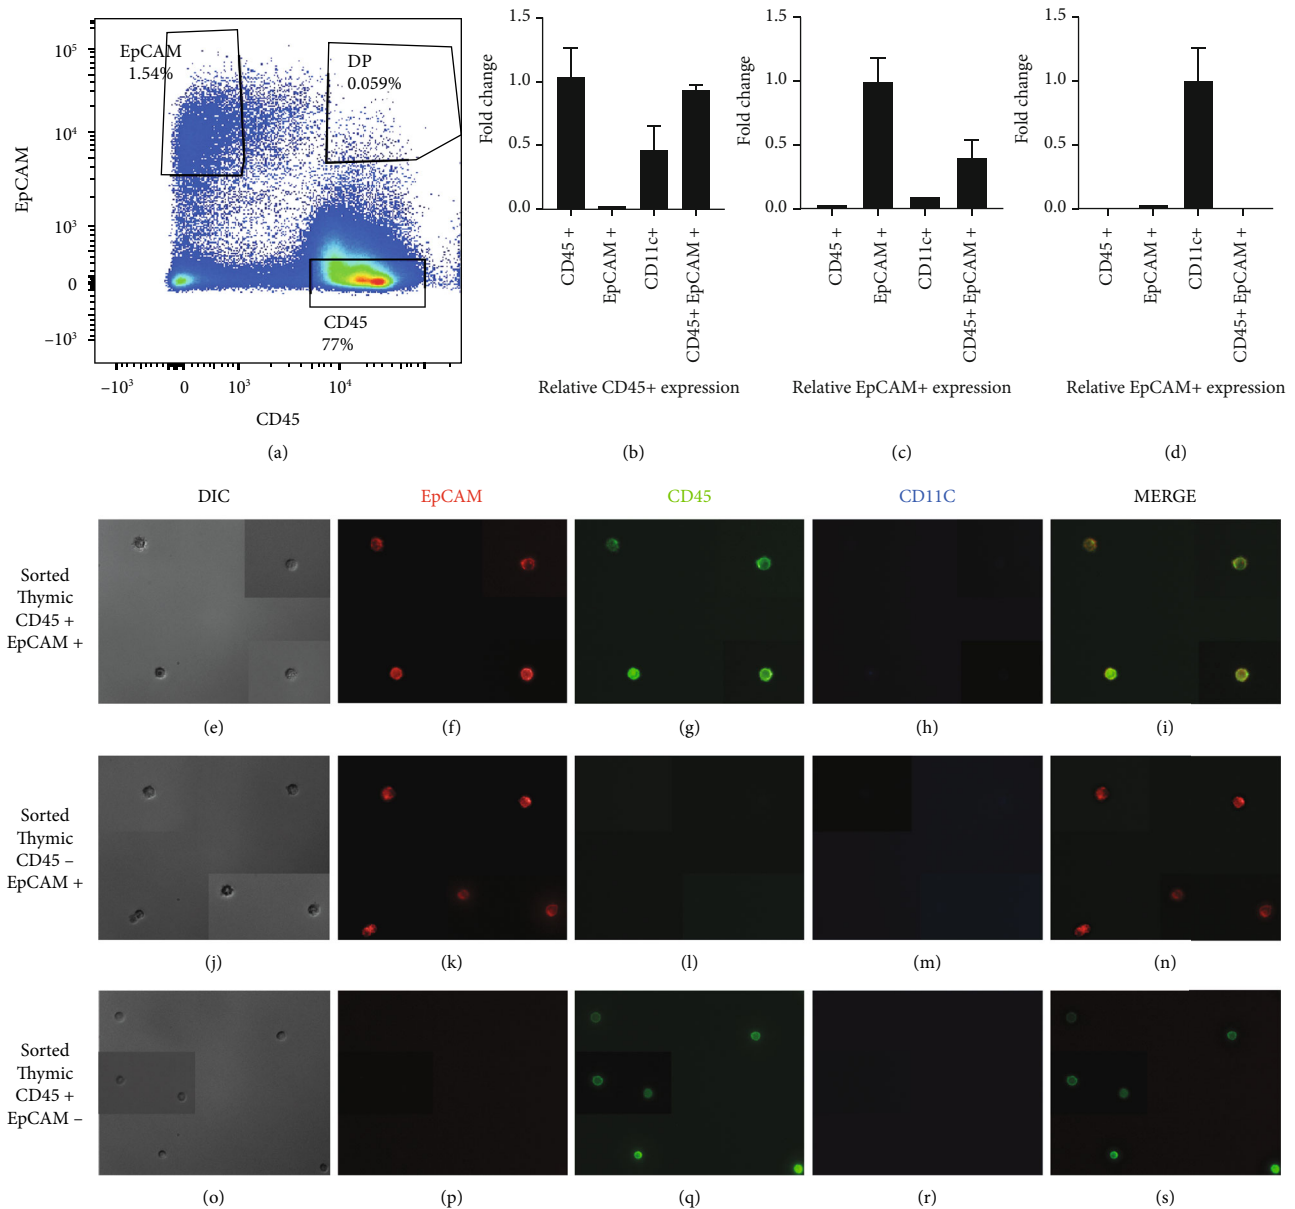 EpCAM
1.54%
DP
0.059%
CD45
77%
10⁵
10⁴
10³
0
–10³
EpCAM
–10³ 0 10³ 10⁴
CD45
(a)
1.5
1.0
0.5
0.0
Fold change
CD45 +
EpCAM +
CD11c+
CD45+ EpCAM +
Relative CD45+ expression
(b)
1.5
1.0
0.5
0
Fold change
CD45 +
EpCAM +
CD11c+
CD45+ EpCAM +
Relative EpCAM+ expression
(c)
1.5
1.0
0.5
0.0
Fold change
CD45 +
EpCAM +
CD11c+
CD45+ EpCAM +
Relative EpCAM+ expression
(d)
DIC EpCAM CD45 CD11C MERGE
Sorted
Thymic
CD45 +
EpCAM +
(e) (f) (g) (h) (i)
Sorted
Thymic
CD45 –
EpCAM +
(j) (k) (l) (m) (n)
Sorted
Thymic
CD45 +
EpCAM –
(o) (p) (q) (r) (s)